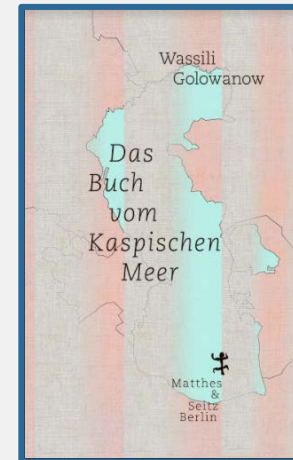 Wassili
Golowanow
Das
Buch
vom
Kaspischen
Meer
Matthes
&
Seitz
Berlin